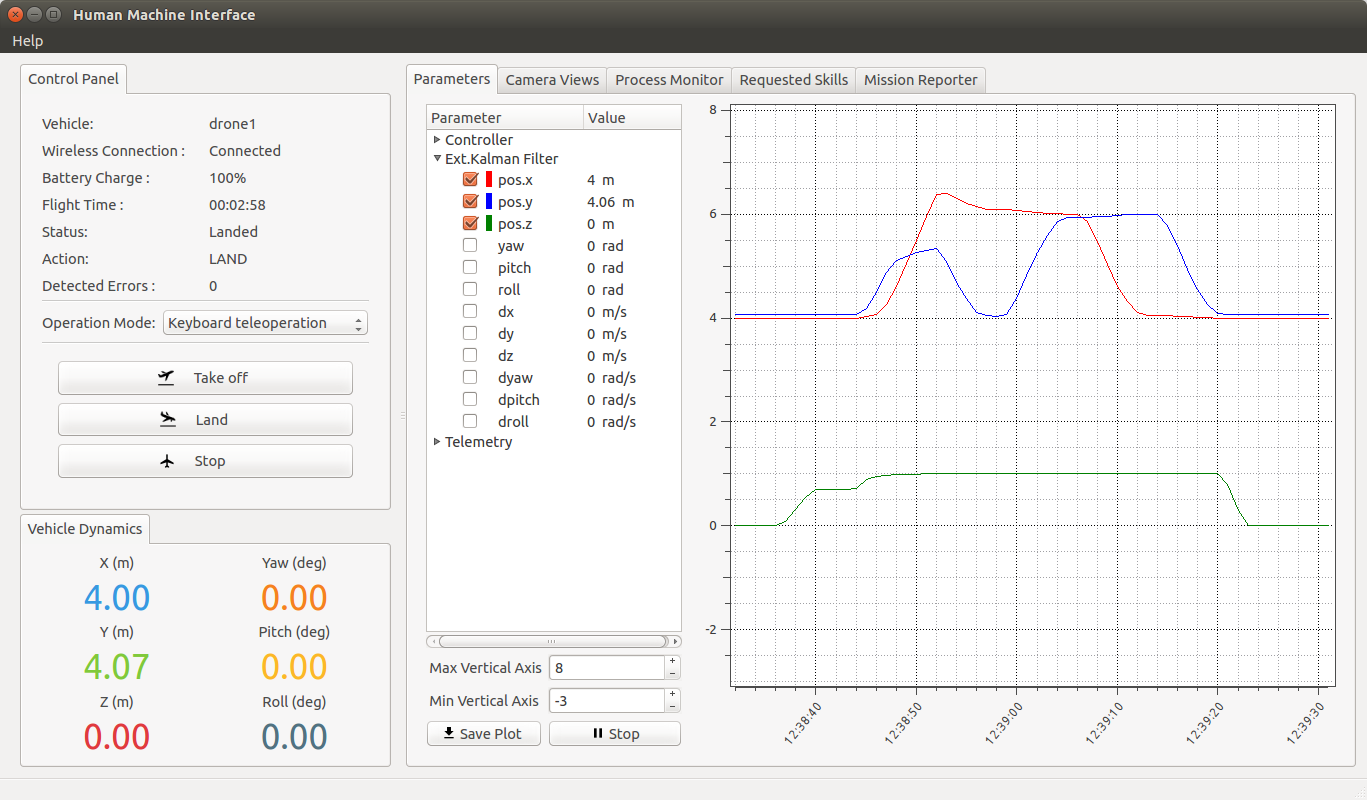 Human Machine Interface
Help
Control Panel
Vehicle: drone1
Wireless Connection : Connected
Battery Charge : 100%
Flight Time : 00:02:58
Status: Landed
Action: LAND
Detected Errors : 0
Operation Mode: Keyboard teleoperation
Take off
Land
Stop
Vehicle Dynamics
X (m) Yaw (deg)
4.00 0.00
Y (m) Pitch (deg)
4.07 0.00
Z (m) Roll (deg)
0.00 0.00
Parameters Camera Views Process Monitor Requested Skills Mission Reporter
Parameter Value
Controller
Ext.Kalman Filter
pos.x 4 m
pos.y 4.06 m
pos.z 0 m
yaw 0 rad
pitch 0 rad
roll 0 rad
dx 0 m/s
dy 0 m/s
dz 0 m/s
dyaw 0 rad/s
dpitch 0 rad/s
droll 0 rad/s
Telemetry
Max Vertical Axis 8
Min Vertical Axis -3
Save Plot Stop
8
6
4
2
0
-2
12:38:40 12:38:50 12:39:00 12:39:10 12:39:20 12:39:30